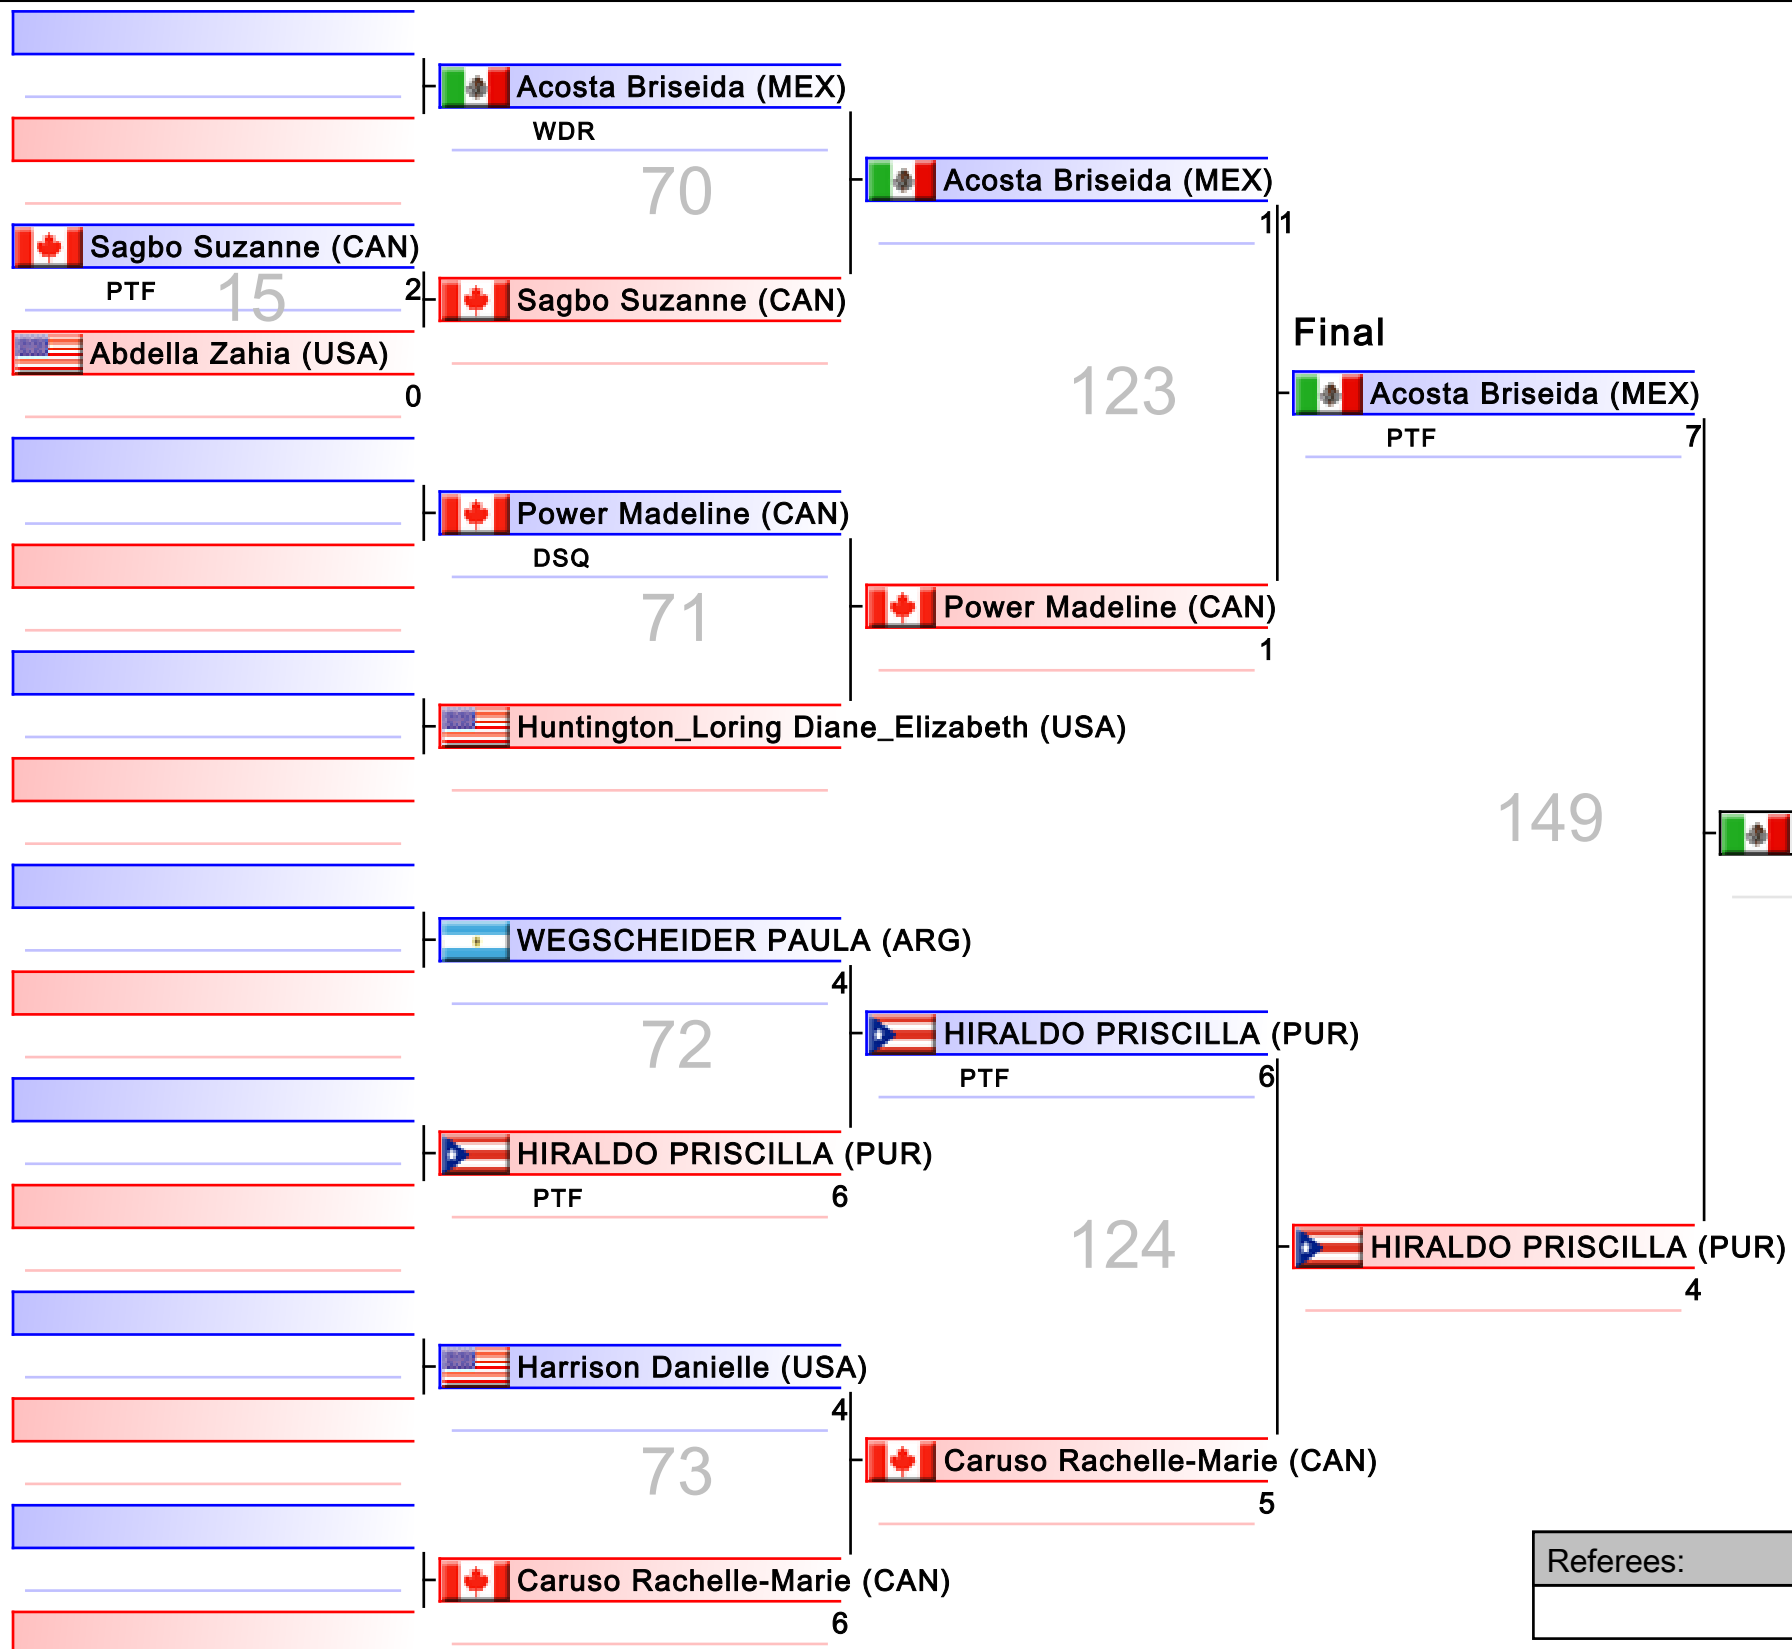 Acosta Briseida (MEX)
WDR
70
Acosta Briseida (MEX)
11
Sagbo Suzanne (CAN)
PTF
15
2
Sagbo Suzanne (CAN)
Abdella Zahia (USA)
0
123
Final
Acosta Briseida (MEX)
PTF
7
Power Madeline (CAN)
DSQ
71
Power Madeline (CAN)
1
Huntington_Loring Diane_Elizabeth (USA)
149
WEGSCHEIDER PAULA (ARG)
4
72
HIRALDO PRISCILLA (PUR)
PTF
6
HIRALDO PRISCILLA (PUR)
PTF
6
124
HIRALDO PRISCILLA (PUR)
4
Harrison Danielle (USA)
4
73
Caruso Rachelle-Marie (CAN)
5
Caruso Rachelle-Marie (CAN)
6
Referees: